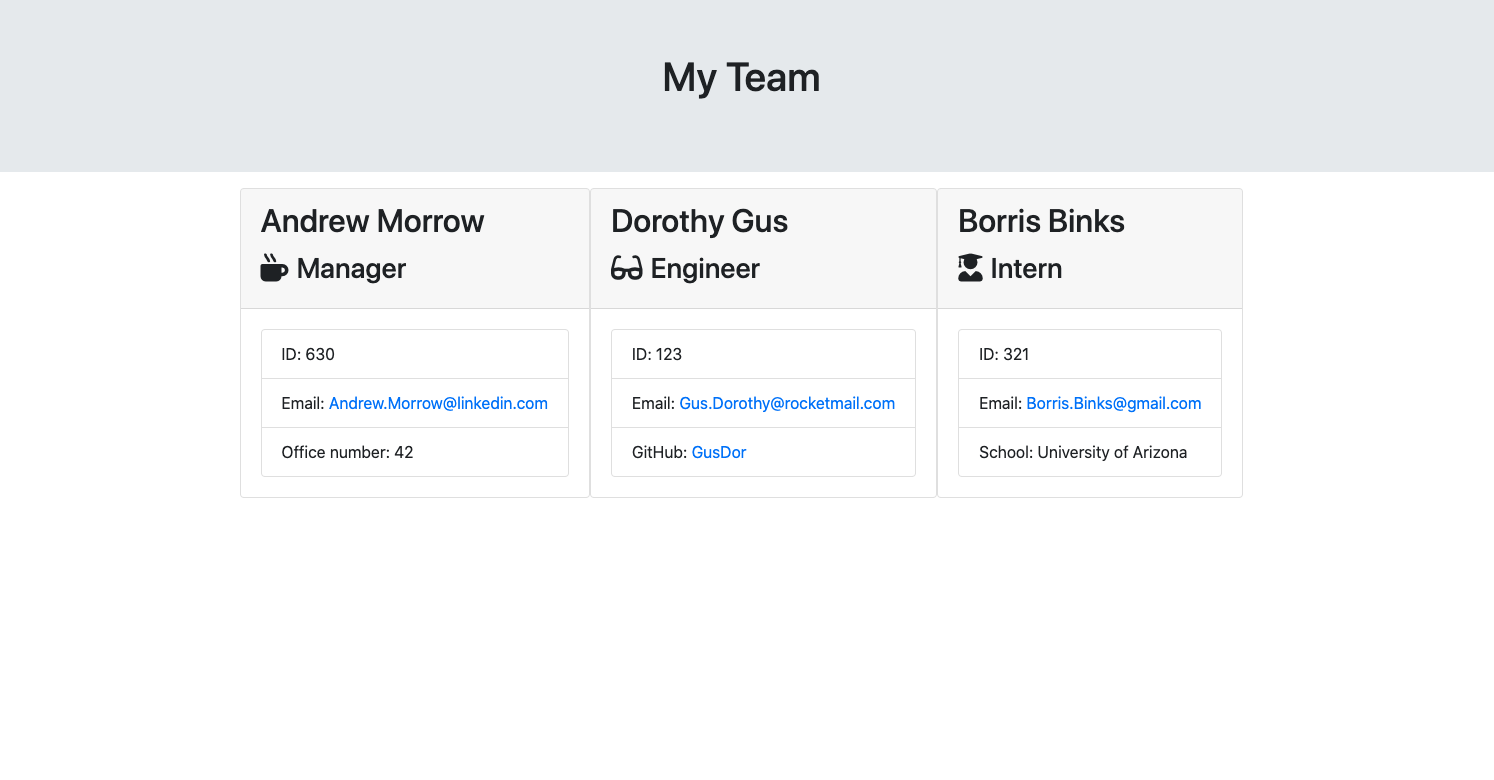 My Team
Andrew Morrow
Manager
ID: 630
Email: Andrew.Morrow@linkedin.com
Office number: 42
Dorothy Gus
Engineer
ID: 123
Email: Gus.Dorothy@rocketmail.com
GitHub: GusDor
Borris Binks
Intern
ID: 321
Email: Borris.Binks@gmail.com
School: University of Arizona